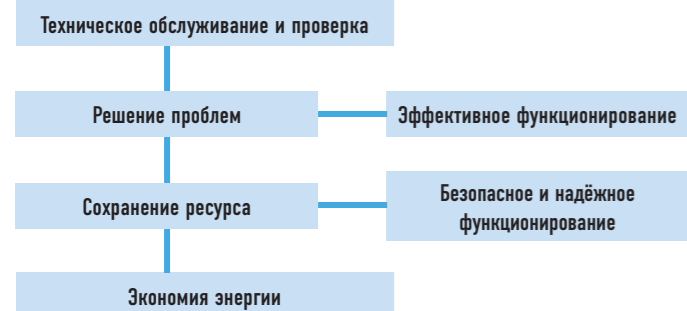 Техническое обслуживание и проверка
Решение проблем
Эффективное функционирование
Сохранение ресурса
Безопасное и надёжное
функционирование
Экономия энергии